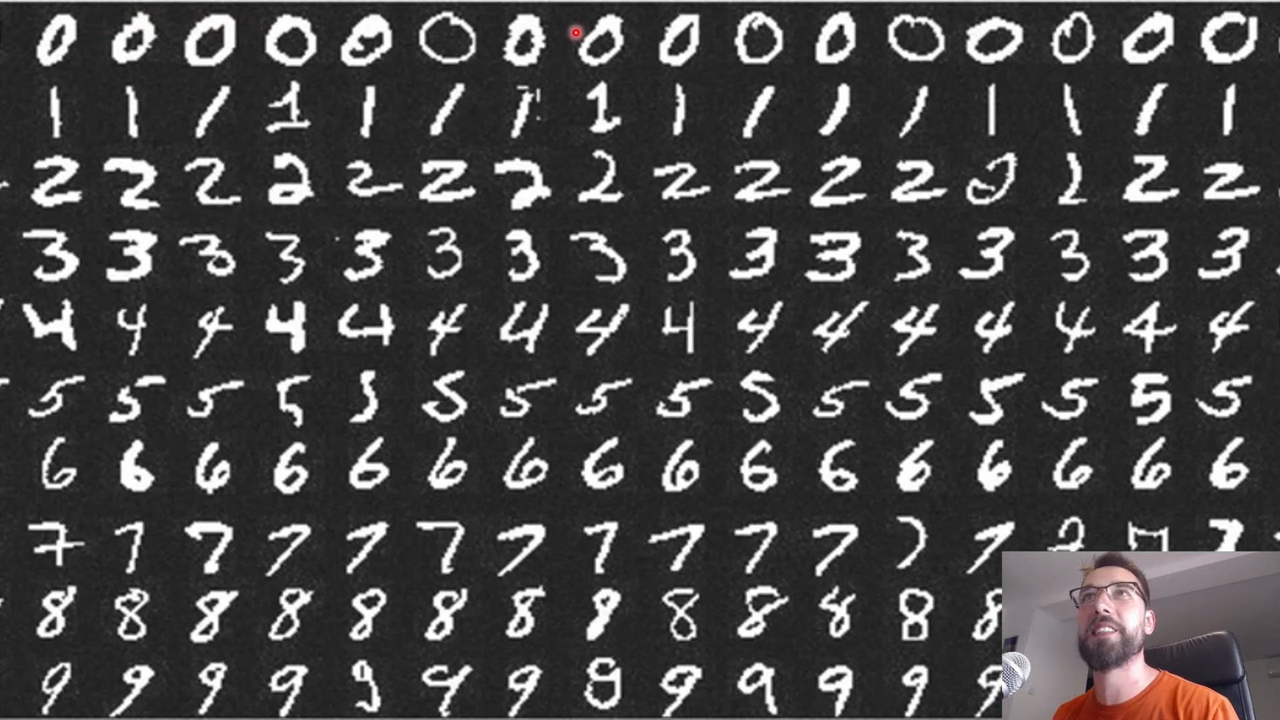 0 0 0 0 0 0 0 0 0 0 0 0 0 0 0 0
1 1 1 1 1 1 1 1 1 1 1 1 1 1 1 1
2 2 2 2 2 2 2 2 2 2 2 2 2 2 2 2
3 3 3 3 3 3 3 3 3 3 3 3 3 3 3 3
4 4 4 4 4 4 4 4 4 4 4 4 4 4 4 4
5 5 5 5 5 5 5 5 5 5 5 5 5 5 5 5
6 6 6 6 6 6 6 6 6 6 6 6 6 6 6 6
7 7 7 7 7 7 7 7 7 7 7 7 7
8 8 8 8 8 8 8 8 8 8 8 8 8
9 9 9 9 9 9 9 9 9 9 9 9 9